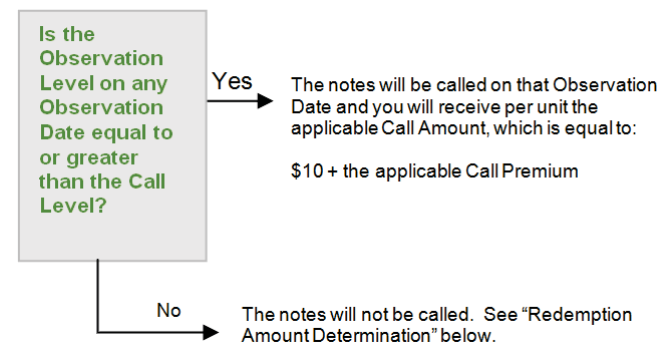 Is the
Observation
Level on any
Observation
Date equal to
or greater
than the Call
Level?
Yes
The notes will be called on that Observation
Date and you will receive per unit the
applicable Call Amount, which is equal to:
$10 + the applicable Call Premium
No
The notes will not be called. See “Redemption
Amount Determination” below.